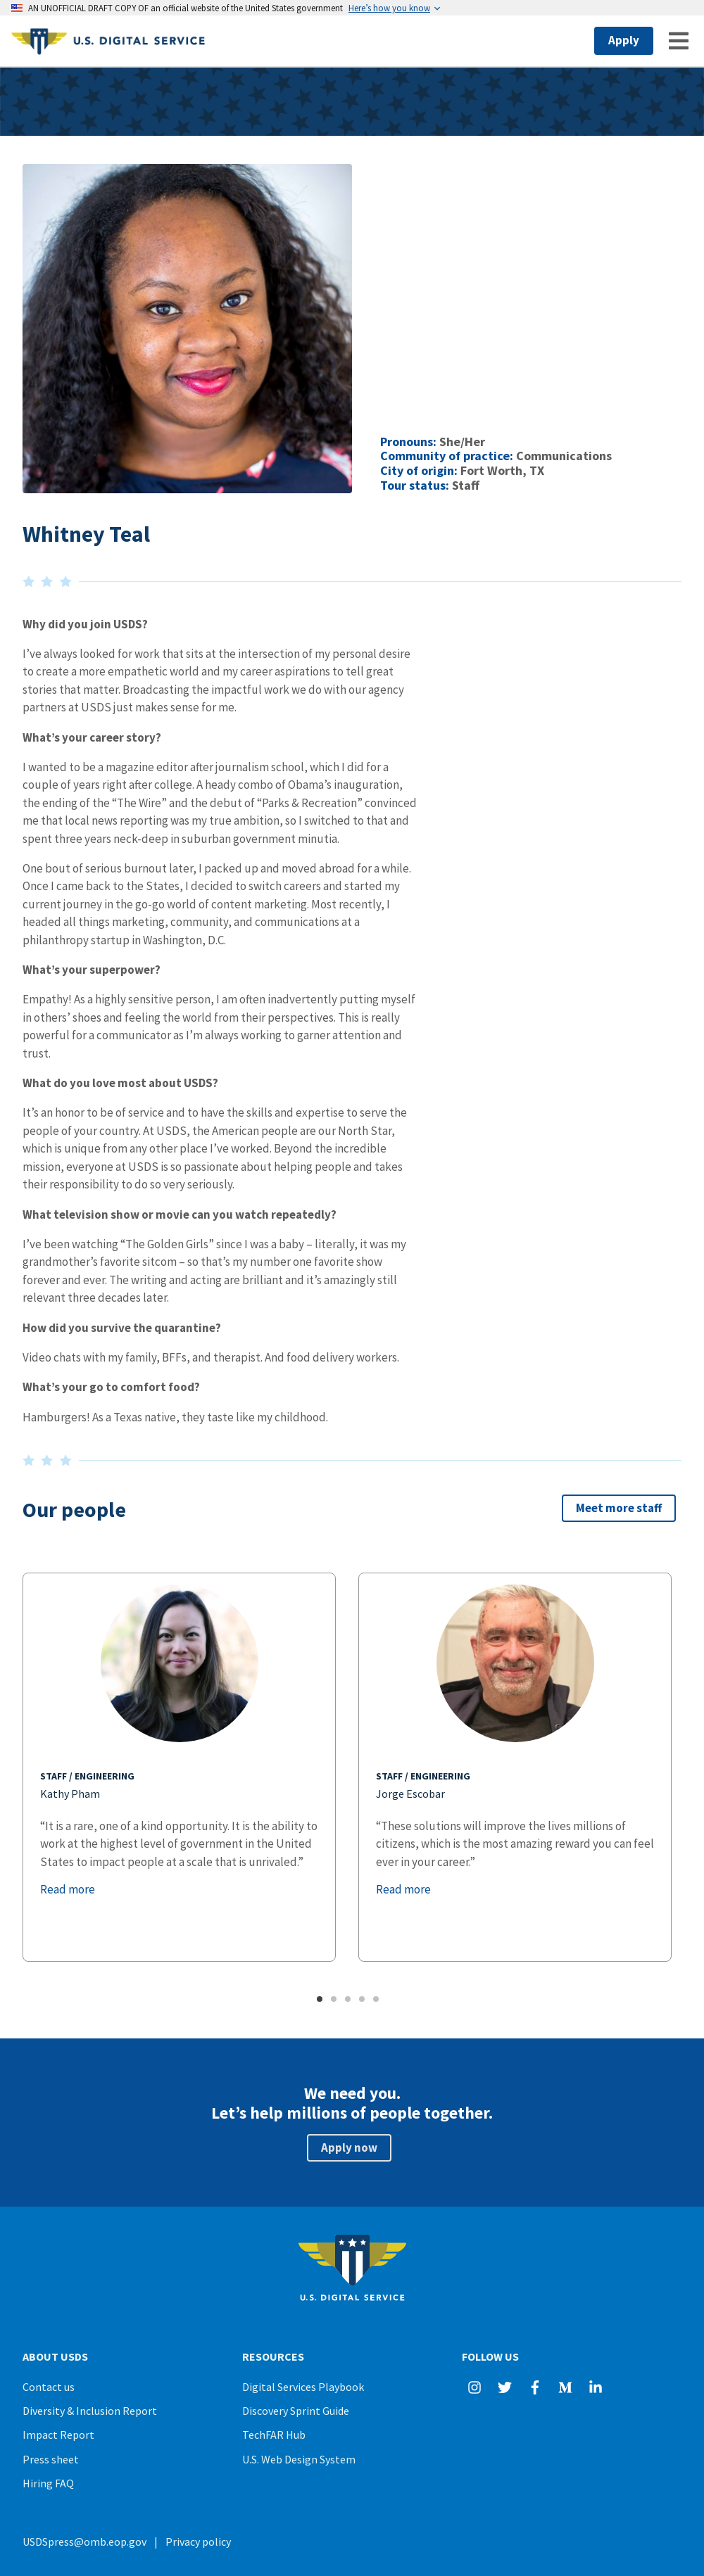 AN UNOFFICIAL DRAFT COPY OF an official website of the United States government Here’s how you know
U.S. DIGITAL SERVICE
Apply
Pronouns: She/Her
Community of practice: Communications
City of origin: Fort Worth, TX
Tour status: Staff
Whitney Teal
Why did you join USDS?
I’ve always looked for work that sits at the intersection of my personal desire
to create a more empathetic world and my career aspirations to tell great
stories that matter. Broadcasting the impactful work we do with our agency
partners at USDS just makes sense for me.
What’s your career story?
I wanted to be a magazine editor after journalism school, which I did for a
couple of years right after college. A heady combo of Obama’s inauguration,
the ending of the “The Wire” and the debut of “Parks & Recreation” convinced
me that local news reporting was my true ambition, so I switched to that and
spent three years neck-deep in suburban government minutia.
One bout of serious burnout later, I packed up and moved abroad for a while.
Once I came back to the States, I decided to switch careers and started my
current journey in the go-go world of content marketing. Most recently, I
headed all things marketing, community, and communications at a
philanthropy startup in Washington, D.C.
What’s your superpower?
Empathy! As a highly sensitive person, I am often inadvertently putting myself
in others’ shoes and feeling the world from their perspectives. This is really
powerful for a communicator as I’m always working to garner attention and
trust.
What do you love most about USDS?
It’s an honor to be of service and to have the skills and expertise to serve the
people of your country. At USDS, the American people are our North Star,
which is unique from any other place I’ve worked. Beyond the incredible
mission, everyone at USDS is so passionate about helping people and takes
their responsibility to do so very seriously.
What television show or movie can you watch repeatedly?
I’ve been watching “The Golden Girls” since I was a baby – literally, it was my
grandmother’s favorite sitcom – so that’s my number one favorite show
forever and ever. The writing and acting are brilliant and it’s amazingly still
relevant three decades later.
How did you survive the quarantine?
Video chats with my family, BFFs, and therapist. And food delivery workers.
What’s your go to comfort food?
Hamburgers! As a Texas native, they taste like my childhood.
Our people
Meet more staff
STAFF / ENGINEERING
Kathy Pham
“It is a rare, one of a kind opportunity. It is the ability to
work at the highest level of government in the United
States to impact people at a scale that is unrivaled.”
Read more
STAFF / ENGINEERING
Jorge Escobar
“These solutions will improve the lives millions of
citizens, which is the most amazing reward you can feel
ever in your career.”
Read more
We need you.
Let’s help millions of people together.
Apply now
U.S. DIGITAL SERVICE
ABOUT USDS
Contact us
Diversity & Inclusion Report
Impact Report
Press sheet
Hiring FAQ
RESOURCES
Digital Services Playbook
Discovery Sprint Guide
TechFAR Hub
U.S. Web Design System
FOLLOW US
USDSpress@omb.eop.gov | Privacy policy